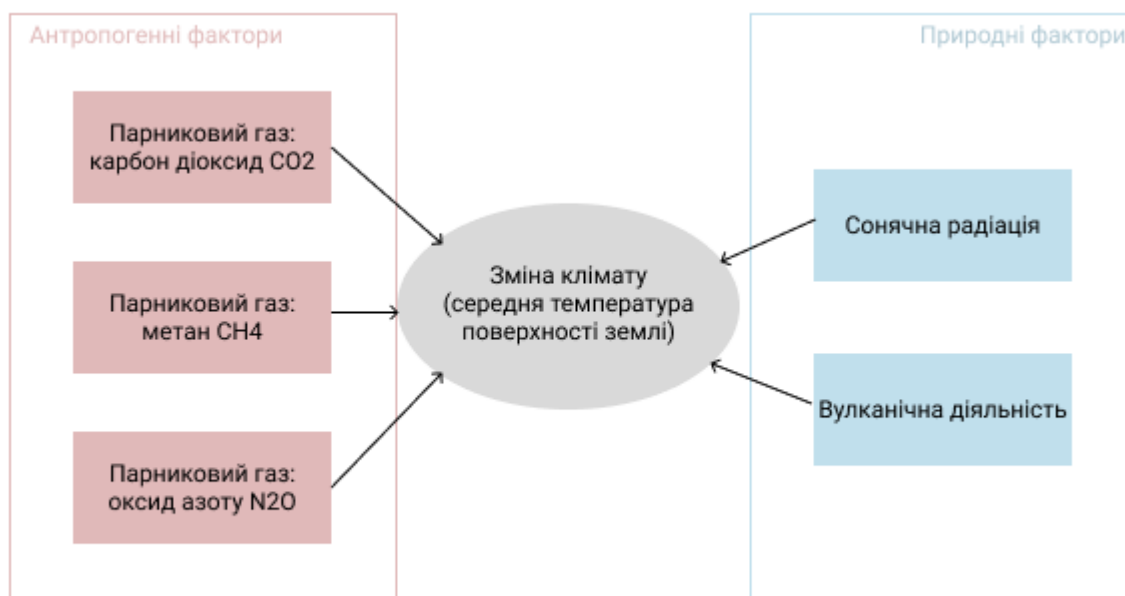 Антропогенні фактори
Природні фактори
Парниковий газ:
карбон діоксид CO2
Парниковий газ:
метан CH4
Парниковий газ:
оксид азоту N2O
Зміна клімату
(середня температура
поверхності землі)
Сонячна радіація
Вулканічна діяльність